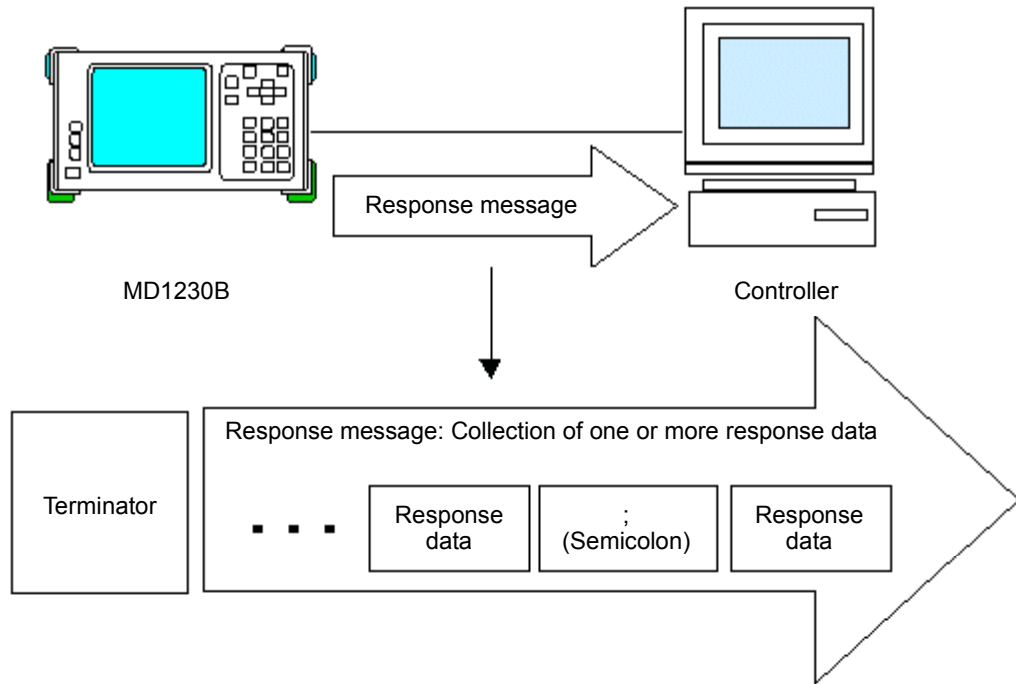 Response message
MD1230B
Controller
Response message: Collection of one or more response data
Terminator
. . .
Response
data
;
(Semicolon)
Response
data